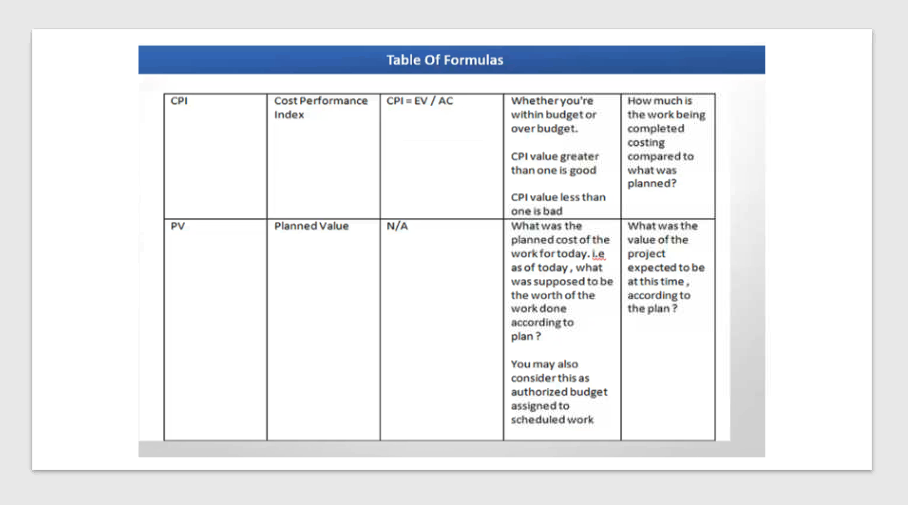 Table Of Formulas
CPI
Cost Performance
Index
CPI = EV / AC
Whether you're
within budget or
over budget.
CPI value greater
than one is good
CPI value less than
one is bad
How much is
the work being
completed
costing
compared to
what was
planned?
PV
Planned Value
N/A
What was the
planned cost of the
work for today. i.e
as of today , what
was supposed to be
the worth of the
work done
according to
plan ?
You may also
consider this as
authorized budget
assigned to
scheduled work
What was the
value of the
project
expected to be
at this time ,
according to
the plan ?